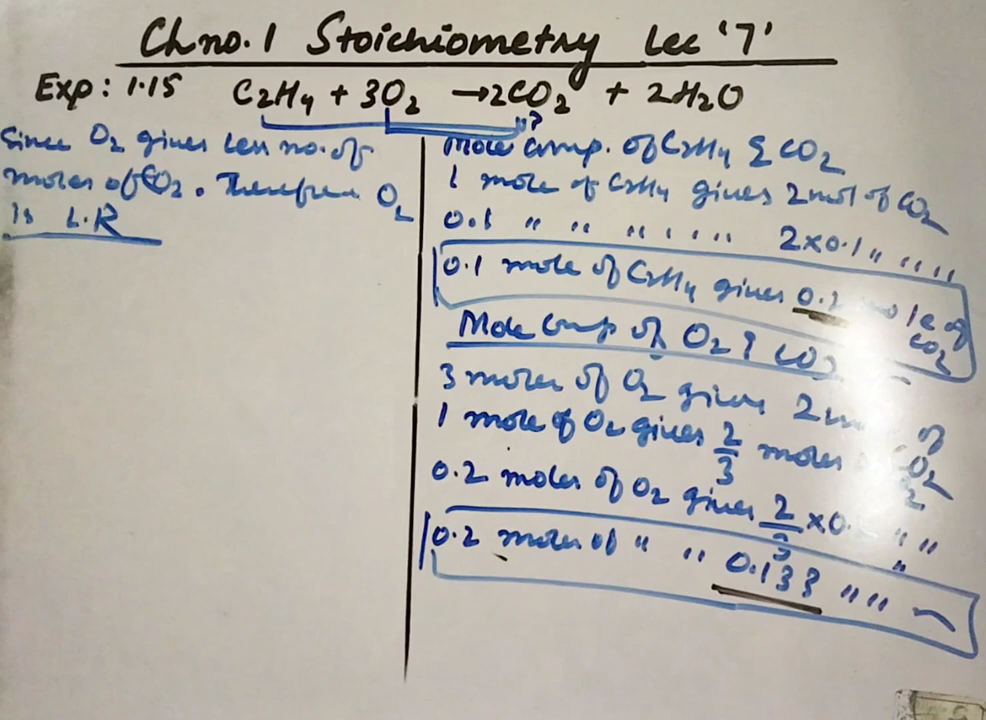 Ch no. 1 Stoichiometry Lec '7'
Exp: 1.15 C2H4 + 3O2 → 2CO2 + 2H2O
Since O2 gives less no. of
moles of CO2. Therefore O2
is L.R
Mole Comp. of C2H4 & CO2
1 mole of C2H4 gives 2 mol of CO2
0.1 " " " " " " 2×0.1 " " " "
0.1 mole of C2H4 gives 0.2 mole of
CO2
Mole Comp of O2 & CO2
3 moles of O2 gives 2 of
CO2
1 mole of O2 gives 2/3 moles
0.2 moles of O2 gives 2/3 × 0. " "
"
0.2 moles of " " 0.133 " " "